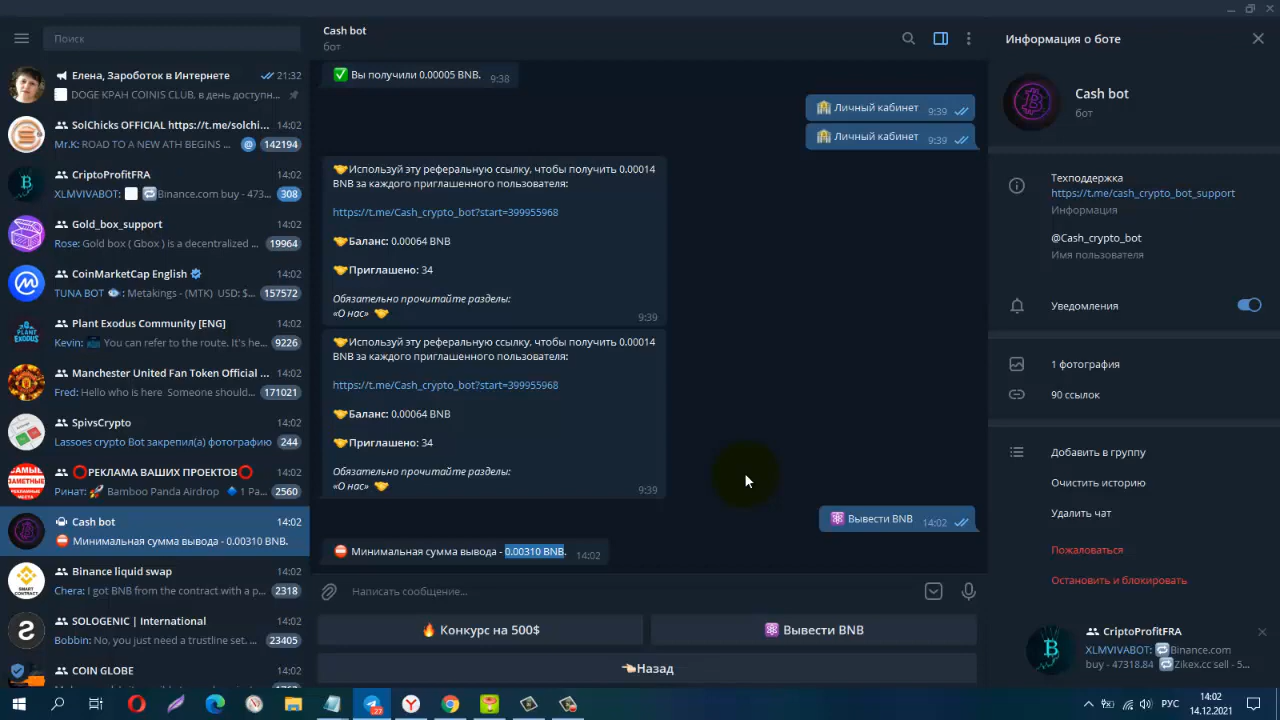 Поиск
Елена, Зароботок в Интернете 21:32
DOGE КРАН COINIS CLUB. в день доступн...
SolChicks OFFICIAL https://t.me/solchi... 14:02
Mr.K: ROAD TO A NEW ATH BEGINS ... @ 142194
CriptoProfitFRA 14:02
XLMVIVABOT: Binance.com buy - 473... 308
Gold_box_support 14:02
Rose: Gold box ( Gbox ) is a decentralized ... 19964
CoinMarketCap English 14:02
TUNA BOT : Metakings - (MTK) USD: $... 157572
Plant Exodus Community [ENG] 14:02
Kevin: You can refer to the route. It's he... 9226
Manchester United Fan Token Official ... 14:02
Fred: Hello who is here Someone should... 171021
SpivsCrypto 14:02
Lassoes crypto Bot закрепил(а) фотографию 244
РЕКЛАМА ВАШИХ ПРОЕКТОВ 14:02
Ринат: Bamboo Panda Airdrop 1 Pa... 2560
Cash bot 14:02
Минимальная сумма вывода - 0.00310 BNB.
Binance liquid swap 14:02
Chera: I got BNB from the contract with a p... 2318
SOLOGENIC | International 14:02
Bobbin: No, you just need a trustline set. ... 23405
COIN GLOBE 14:02
Cash bot
бот
Вы получили 0.00005 BNB. 9:38
Личный кабинет 9:39
Личный кабинет 9:39
Используй эту реферальную ссылку, чтобы получить 0.00014
BNB за каждого приглашенного пользователя:
https://t.me/Cash_crypto_bot?start=399955968
Баланс: 0.00064 BNB
Приглашено: 34
Обязательно прочитайте разделы:
«О нас» 9:39
Используй эту реферальную ссылку, чтобы получить 0.00014
BNB за каждого приглашенного пользователя:
https://t.me/Cash_crypto_bot?start=399955968
Баланс: 0.00064 BNB
Приглашено: 34
Обязательно прочитайте разделы:
«О нас» 9:39
Вывести BNB 14:02
Минимальная сумма вывода - 0.00310 BNB. 14:02
Написать сообщение...
Конкурс на 500$
Вывести BNB
Назад
Информация о боте
Cash bot
бот
Техподдержка
https://t.me/cash_crypto_bot_support
Информация
@Cash_crypto_bot
Имя пользователя
Уведомления
1 фотография
90 ссылок
Добавить в группу
Очистить историю
Удалить чат
Пожаловаться
Остановить и блокировать
CriptoProfitFRA
XLMVIVABOT: Binance.com
buy - 47318.84 Zikex.cc sell - 5...
РУС
14:02
14.12.2021